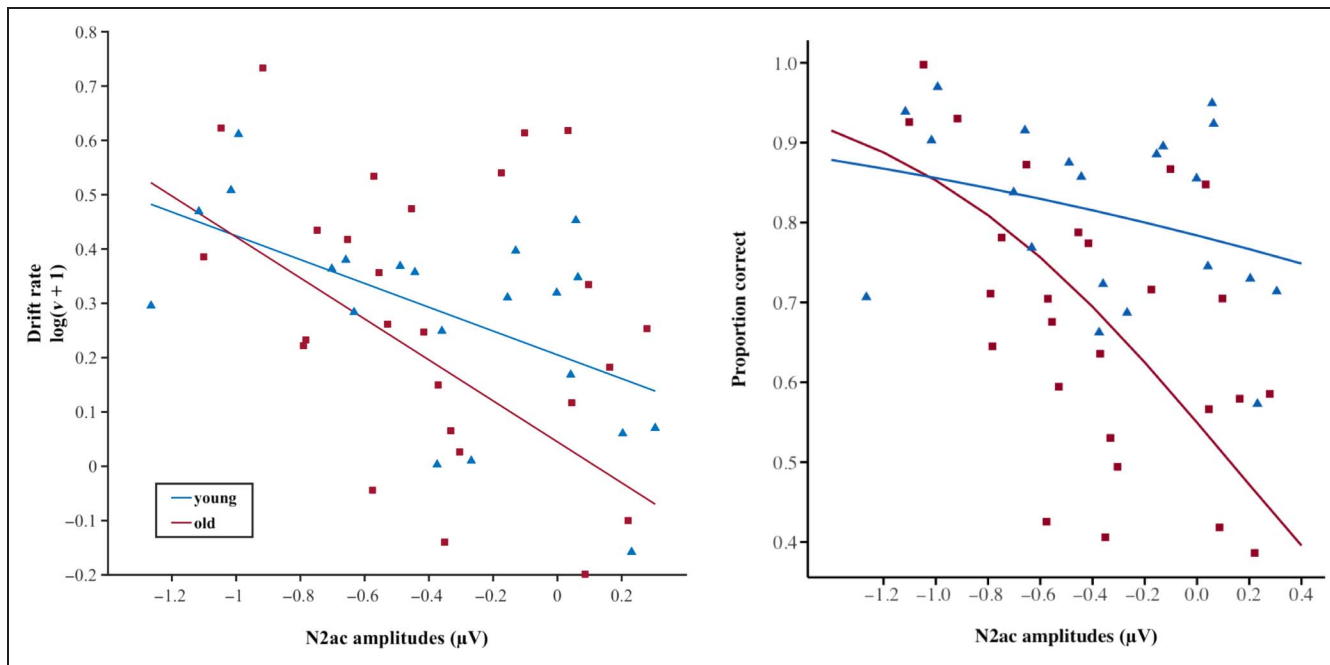 0.8
0.7
0.6
0.5
0.4
0.3
0.2
0.1
0
−0.1
−0.2
Drift rate
log(v + 1)
young
old
−1.2 −1 −0.8 −0.6 −0.4 −0.2 0 0.2
N2ac amplitudes (μV)
1.0
0.9
0.8
0.7
0.6
0.5
0.4
Proportion correct
−1.2 −1.0 −0.8 −0.6 −0.4 −0.2 0.0 0.2 0.4
N2ac amplitudes (μV)